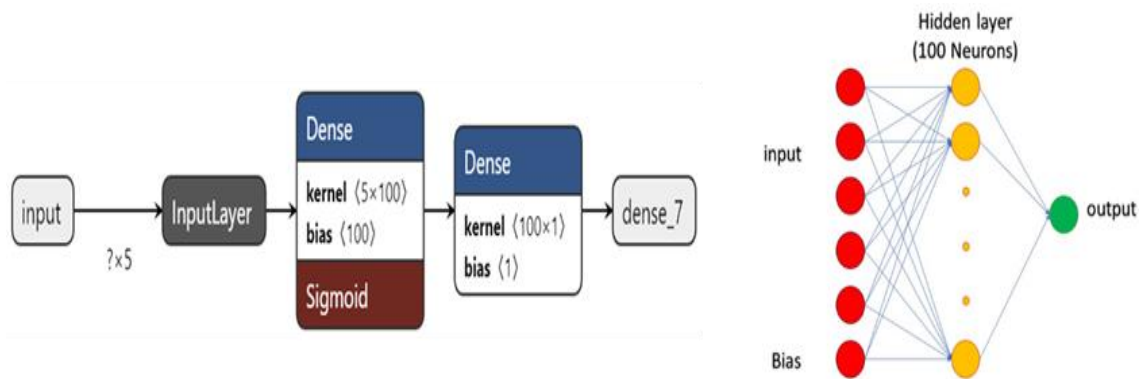 input
?×5
InputLayer
Dense
kernel ⟨5×100⟩
bias ⟨100⟩
Sigmoid
Dense
kernel ⟨100×1⟩
bias ⟨1⟩
dense_7
Hidden layer
(100 Neurons)
input
Bias
output